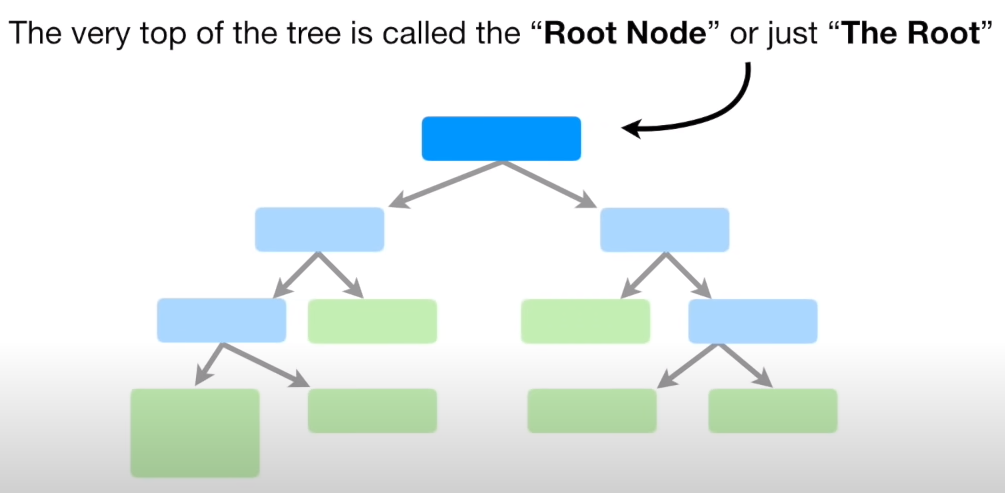 The very top of the tree is called the “Root Node” or just “The Root”